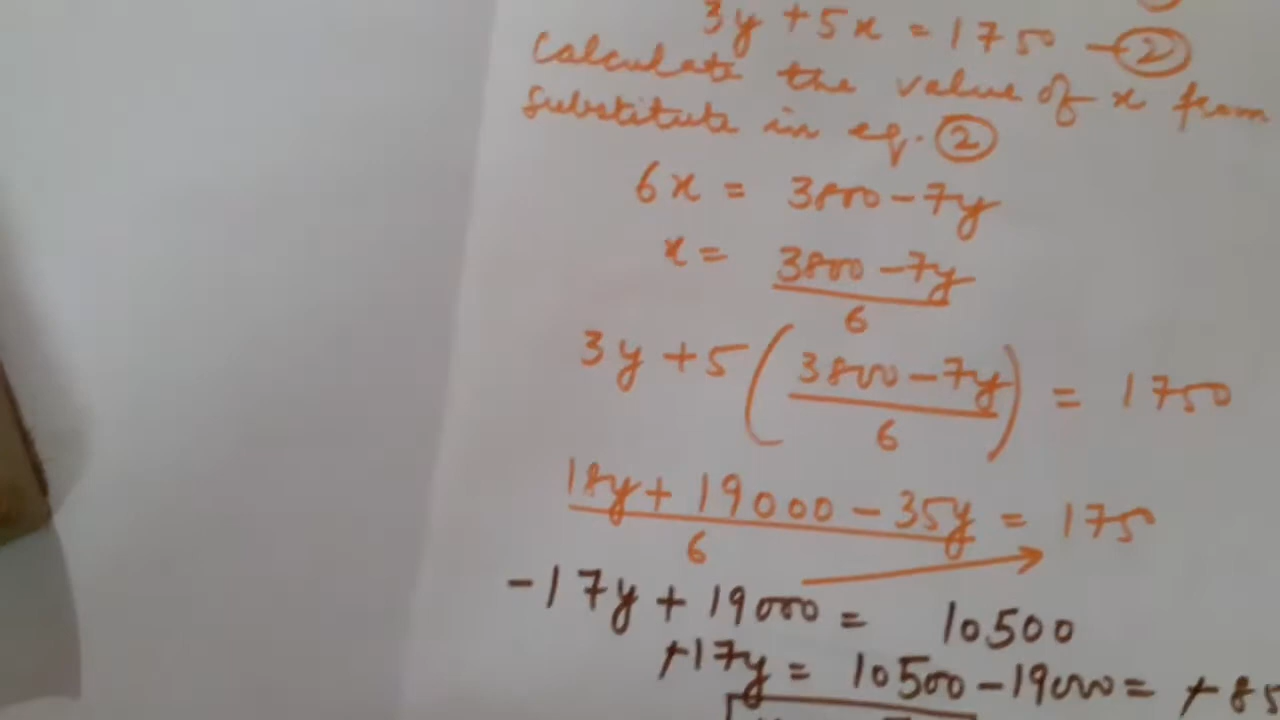 3y + 5x = 1750 — ②
Calculate the value of x from
Substitute in eq. ②
6x = 3800 - 7y
x = 3800 - 7y
6
3y + 5 ( 3800 - 7y ) = 1750
6
18y + 19000 - 35y = 1750
6
-17y + 19000 = 10500
+17y = 10500 - 19000 = +85